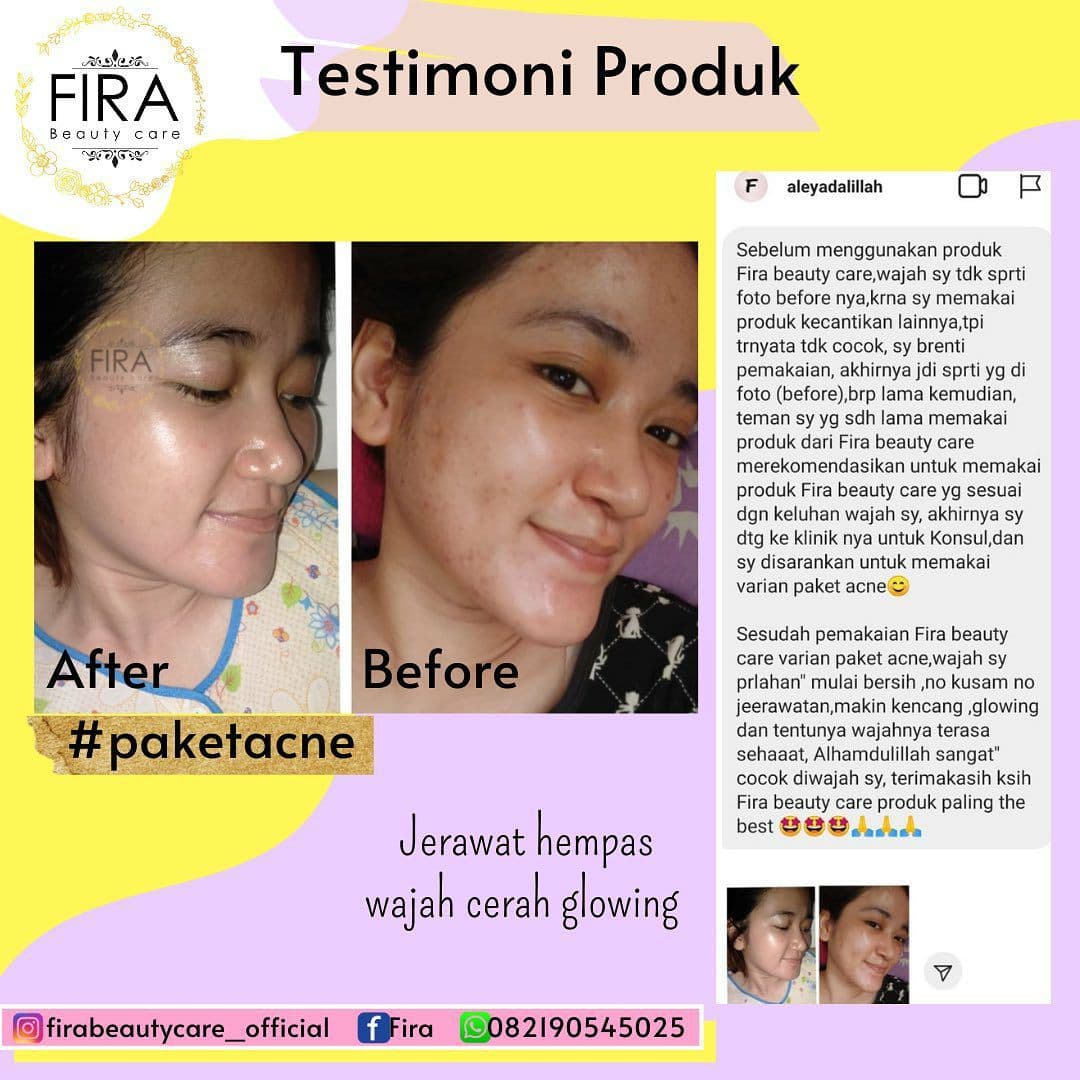 FIRA
Beauty care
Testimoni Produk
FIRA
Beauty care
After
Before
#paketacne
Jerawat hempas
wajah cerah glowing
F
aleyadalillah
Sebelum menggunakan produk
Fira beauty care,wajah sy tdk sprti
foto before nya,krna sy memakai
produk kecantikan lainnya,tpi
trnyata tdk cocok, sy brenti
pemakaian, akhirnya jdi sprti yg di
foto (before),brp lama kemudian,
teman sy yg sdh lama memakai
produk dari Fira beauty care
merekomendasikan untuk memakai
produk Fira beauty care yg sesuai
dgn keluhan wajah sy, akhirnya sy
dtg ke klinik nya untuk Konsul,dan
sy disarankan untuk memakai
varian paket acne😊
Sesudah pemakaian Fira beauty
care varian paket acne,wajah sy
prlahan" mulai bersih ,no kusam no
jeerawatan,makin kencang ,glowing
dan tentunya wajahnya terasa
sehaaat, Alhamdulillah sangat"
cocok diwajah sy, terimakasih ksih
Fira beauty care produk paling the
best 🤩🤩🤩🙏🙏🙏
firabeautycare_official
Fira
082190545025